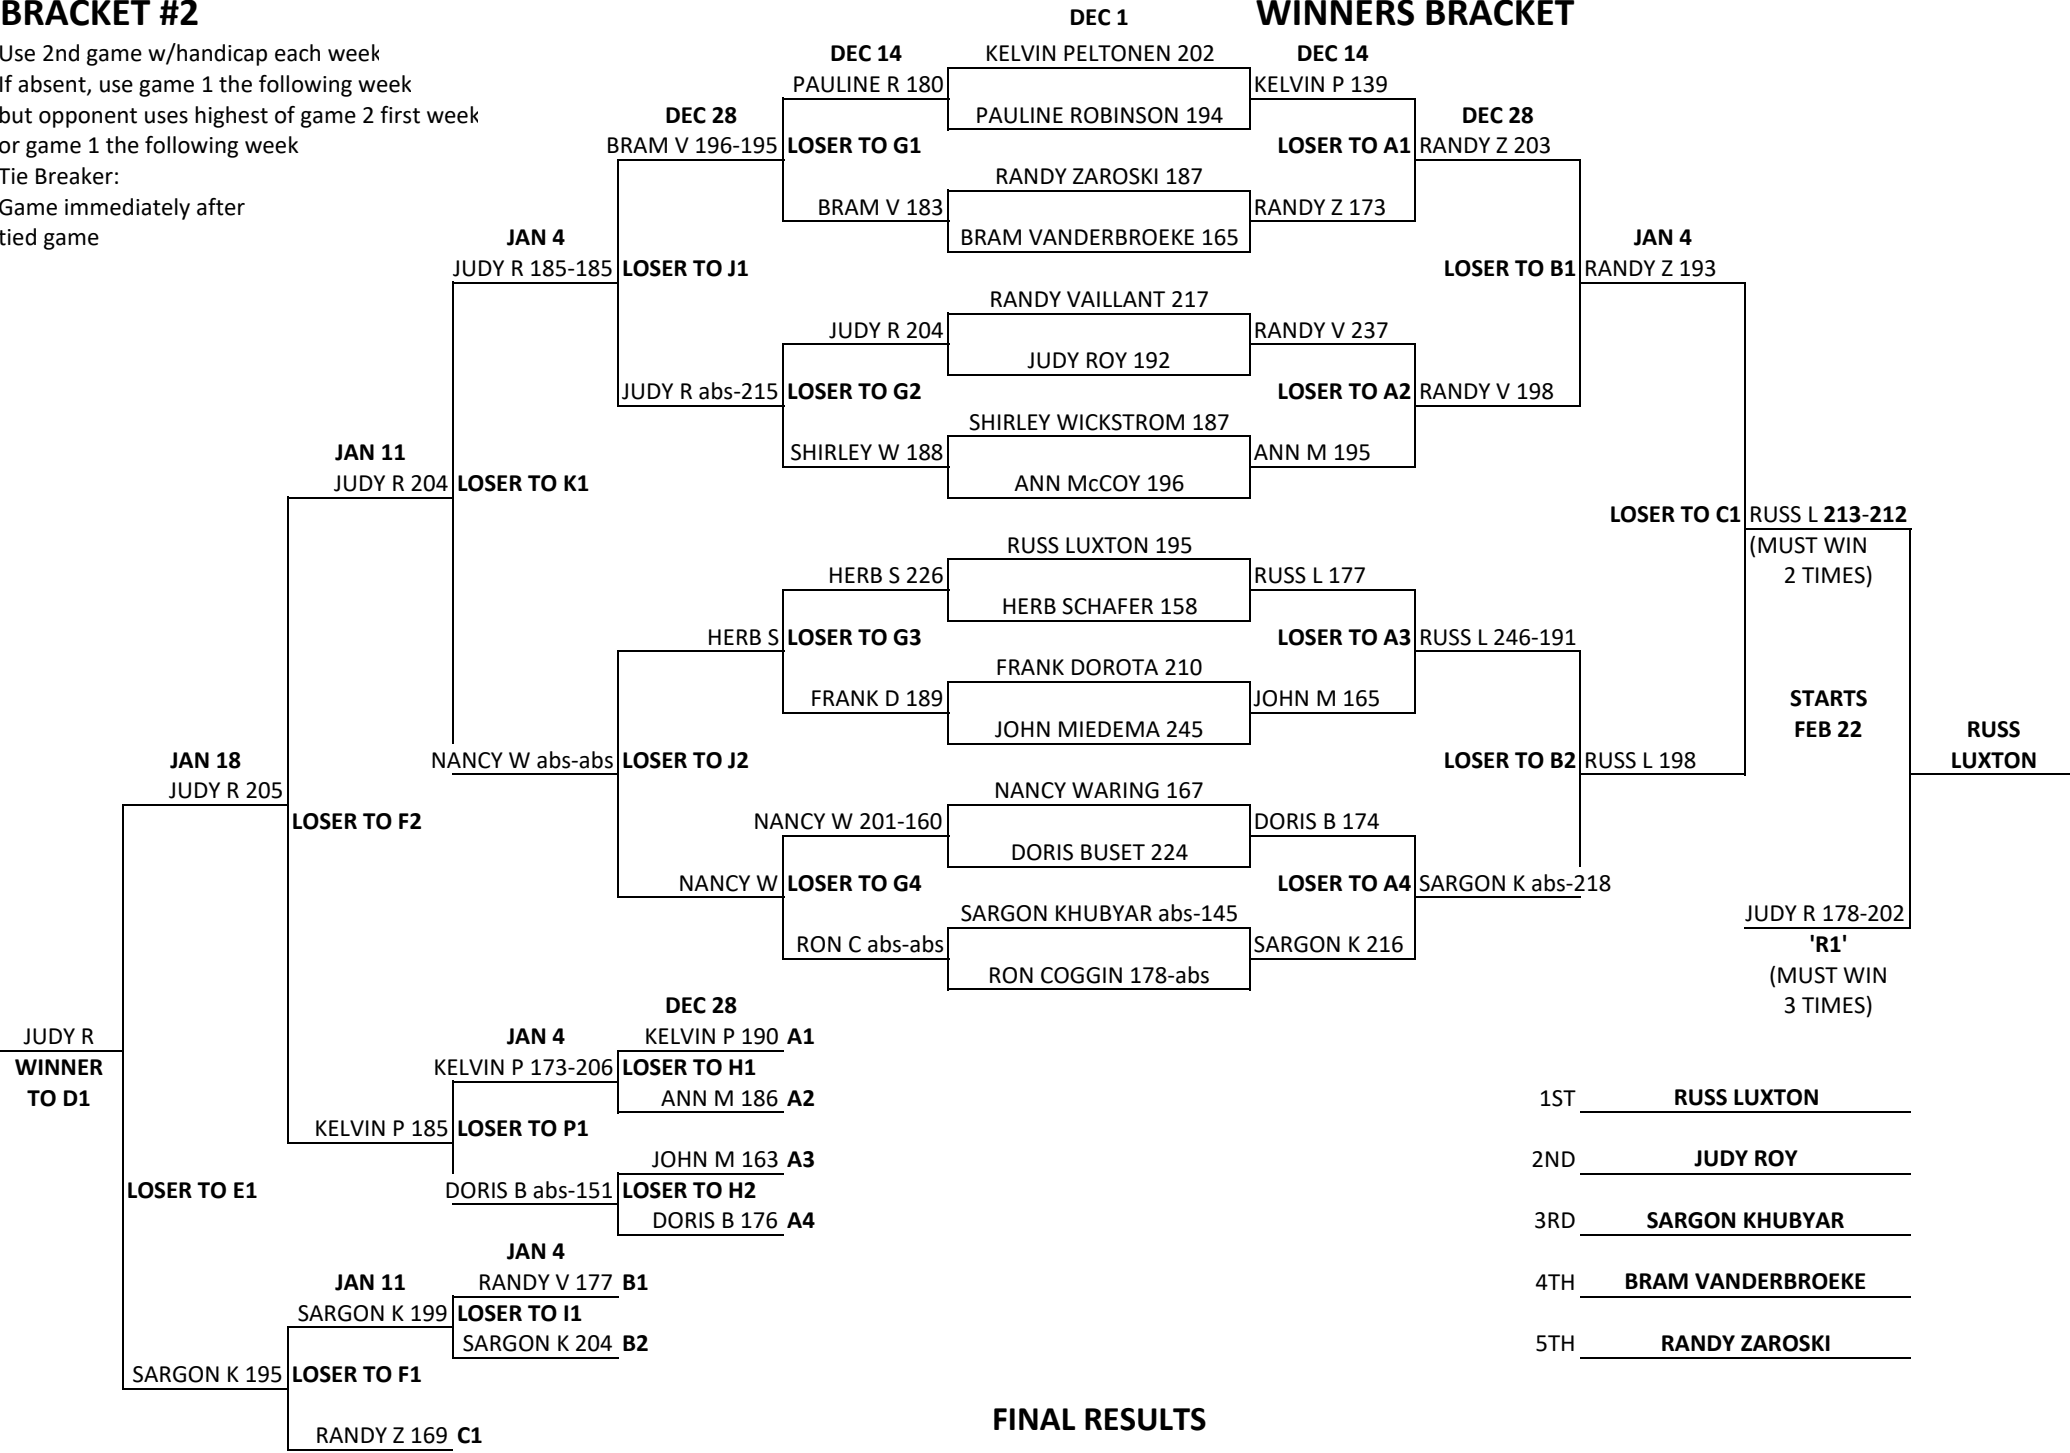 BRACKET #2
WINNERS BRACKET
DEC 1
Use 2nd game w/handicap each week
If absent, use game 1 the following week
but opponent uses highest of game 2 first week
or game 1 the following week
Tie Breaker:
Game immediately after
tied game
DEC 14
KELVIN PELTONEN 202
DEC 14
PAULINE R 180
KELVIN P 139
DEC 28
PAULINE ROBINSON 194
DEC 28
BRAM V 196-195
LOSER TO G1
LOSER TO A1
RANDY Z 203
RANDY ZAROSKI 187
BRAM V 183
RANDY Z 173
JAN 4
BRAM VANDERBROEKE 165
JAN 4
JUDY R 185-185
LOSER TO J1
LOSER TO B1
RANDY Z 193
RANDY VAILLANT 217
JUDY R 204
RANDY V 237
JUDY ROY 192
JUDY R abs-215
LOSER TO G2
LOSER TO A2
RANDY V 198
SHIRLEY WICKSTROM 187
JAN 11
SHIRLEY W 188
ANN M 195
JUDY R 204
LOSER TO K1
ANN McCOY 196
LOSER TO C1
RUSS L 213-212
RUSS LUXTON 195
(MUST WIN
2 TIMES)
HERB S 226
RUSS L 177
HERB SCHAFER 158
HERB S
LOSER TO G3
LOSER TO A3
RUSS L 246-191
FRANK DOROTA 210
FRANK D 189
JOHN M 165
STARTS
FEB 22
JOHN MIEDEMA 245
RUSS
LUXTON
JAN 18
NANCY W abs-abs
LOSER TO J2
LOSER TO B2
RUSS L 198
JUDY R 205
NANCY WARING 167
LOSER TO F2
NANCY W 201-160
DORIS B 174
DORIS BUSET 224
NANCY W
LOSER TO G4
LOSER TO A4
SARGON K abs-218
SARGON KHUBYAR abs-145
JUDY R 178-202
RON C abs-abs
SARGON K 216
'R1'
RON COGGIN 178-abs
(MUST WIN
3 TIMES)
DEC 28
JUDY R
JAN 4
KELVIN P 190 A1
WINNER
TO D1
KELVIN P 173-206
LOSER TO H1
ANN M 186 A2
1ST RUSS LUXTON
KELVIN P 185
LOSER TO P1
JOHN M 163 A3
2ND JUDY ROY
LOSER TO E1
DORIS B abs-151
LOSER TO H2
DORIS B 176 A4
3RD SARGON KHUBYAR
JAN 4
JAN 11
RANDY V 177 B1
4TH BRAM VANDERBROEKE
SARGON K 199
LOSER TO I1
SARGON K 204 B2
5TH RANDY ZAROSKI
SARGON K 195
LOSER TO F1
FINAL RESULTS
RANDY Z 169 C1